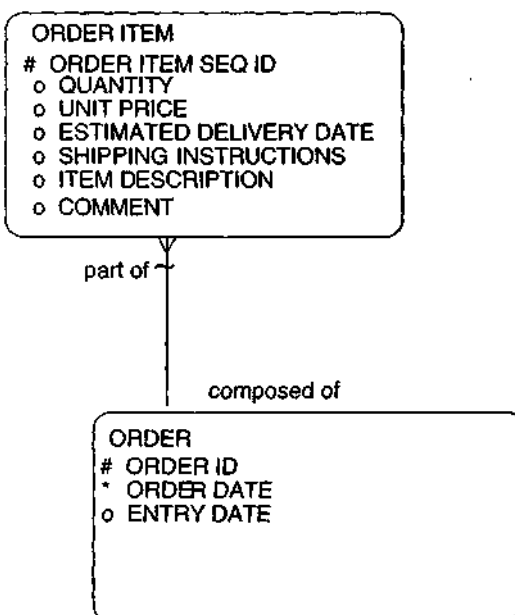 ORDER ITEM
# ORDER ITEM SEQ ID
o QUANTITY
o UNIT PRICE
o ESTIMATED DELIVERY DATE
o SHIPPING INSTRUCTIONS
o ITEM DESCRIPTION
o COMMENT
part of
composed of
ORDER
# ORDER ID
* ORDER DATE
o ENTRY DATE